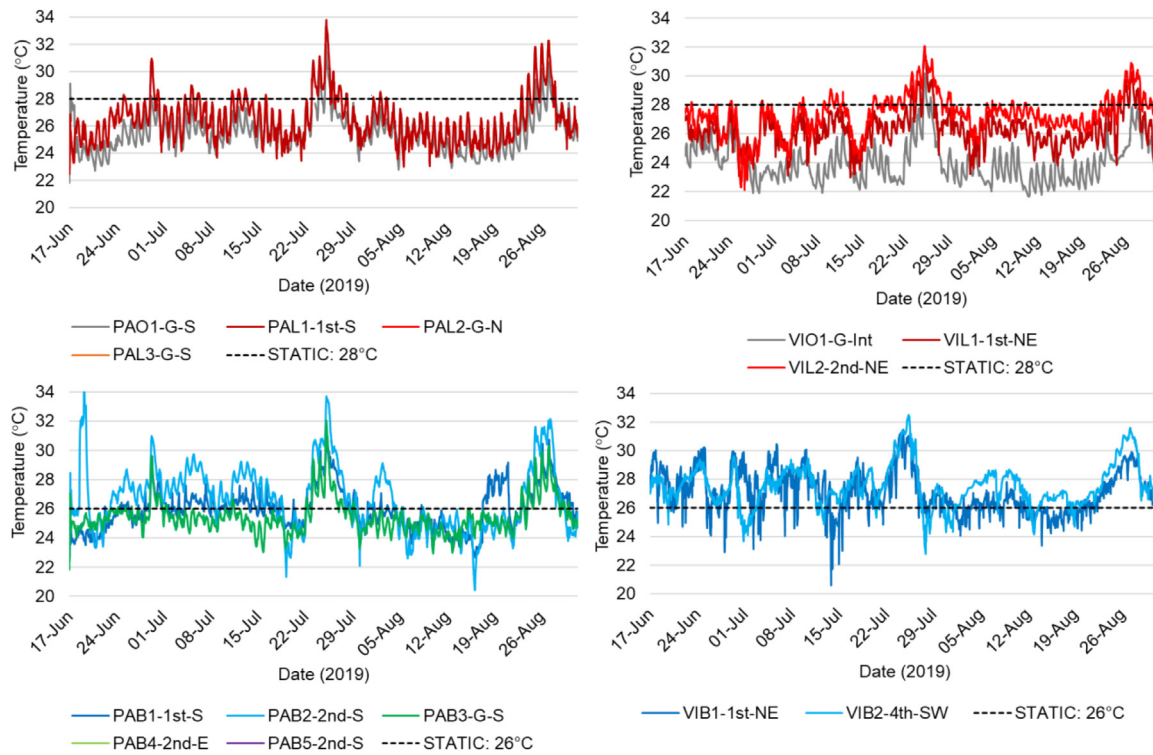 34
32
30
28
26
24
22
20
Temperature (°C)
17-Jun
24-Jun
01-Jul
08-Jul
15-Jul
22-Jul
29-Jul
05-Aug
12-Aug
19-Aug
26-Aug
Date (2019)
PAO1-G-S PAL1-1st-S PAL2-G-N
PAL3-G-S STATIC: 28°C
34
32
30
28
26
24
22
20
Temperature (°C)
17-Jun
24-Jun
01-Jul
08-Jul
15-Jul
22-Jul
29-Jul
05-Aug
12-Aug
19-Aug
26-Aug
Date (2019)
VIO1-G-Int VIL1-1st-NE
VIL2-2nd-NE STATIC: 28°C
34
32
30
28
26
24
22
20
Temperature (°C)
17-Jun
24-Jun
01-Jul
08-Jul
15-Jul
22-Jul
29-Jul
05-Aug
12-Aug
19-Aug
26-Aug
Date (2019)
PAB1-1st-S PAB2-2nd-S PAB3-G-S
PAB4-2nd-E PAB5-2nd-S STATIC: 26°C
34
32
30
28
26
24
22
20
Temperature (°C)
17-Jun
24-Jun
01-Jul
08-Jul
15-Jul
22-Jul
29-Jul
05-Aug
12-Aug
19-Aug
26-Aug
Date (2019)
VIB1-1st-NE VIB2-4th-SW STATIC: 26°C